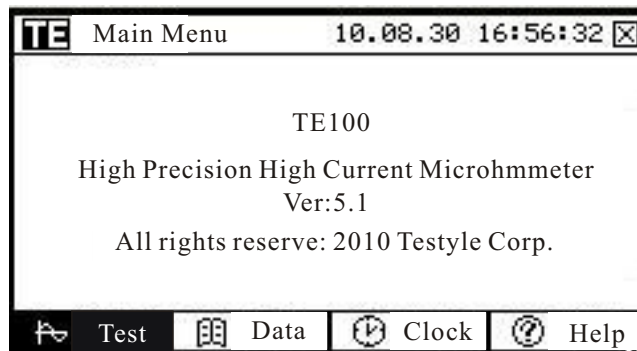 TE Main Menu 10.08.30 16:56:32
TE100
High Precision High Current Microhmmeter
Ver:5.1
All rights reserve: 2010 Testyle Corp.
Test Data Clock Help